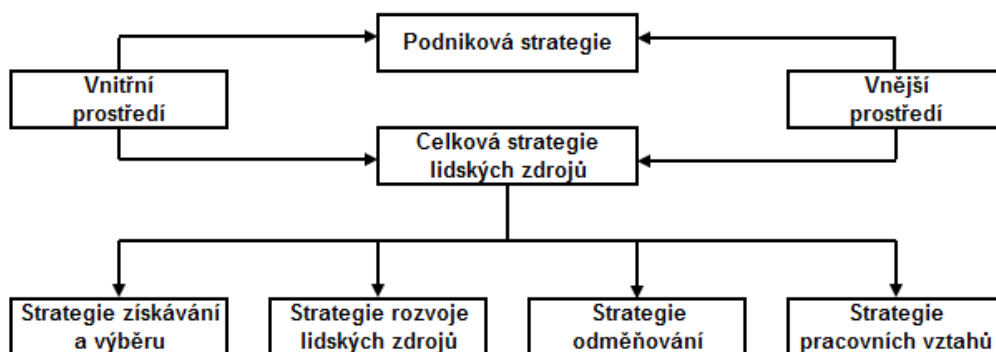 Podniková strategie
Vnitřní
prostředí
Vnější
prostředí
Celková strategie
lidských zdrojů
Strategie získávání
a výběru
Strategie rozvoje
lidských zdrojů
Strategie
odměňování
Strategie
pracovních vztahů